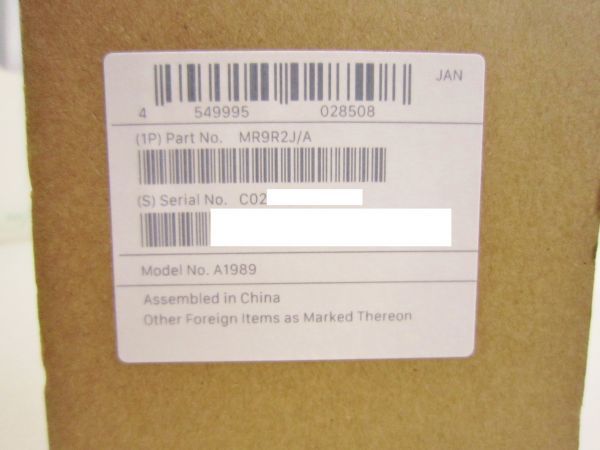 JAN
4 549995 028508
(1P) Part No. MR9R2J/A
(S) Serial No. C02
Model No. A1989
Assembled in China
Other Foreign Items as Marked Thereon